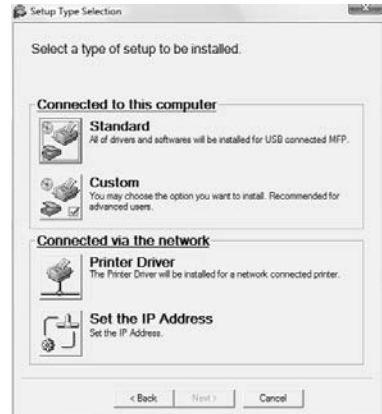 Setup Type Selection
Select a type of setup to be installed.
Connected to this computer
Standard
All of drivers and softwares will be installed for USB connected MFP.
Custom
You may choose the option you want to install. Recommended for
advanced users.
Connected via the network
Printer Driver
The Printer Driver will be installed for a network connected printer.
Set the IP Address
Set the IP Address.
< Back
Next >
Cancel